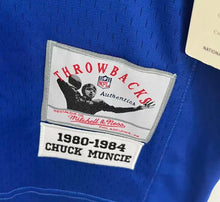 THROWBACKS
NFL
Authentics
Mitchell & Ness
1980-1984
CHUCK MUNCIE